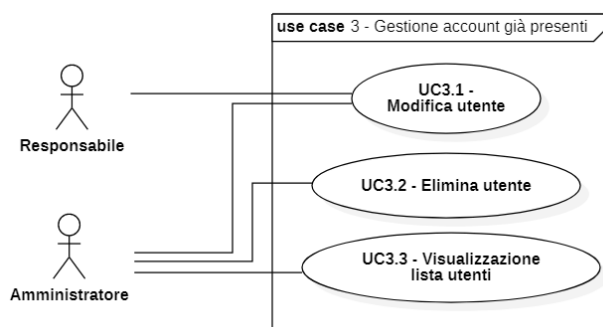 use case 3 - Gestione account già presenti
UC3.1 -
Modifica utente
Responsabile
UC3.2 - Elimina utente
UC3.3 - Visualizzazione
lista utenti
Amministratore